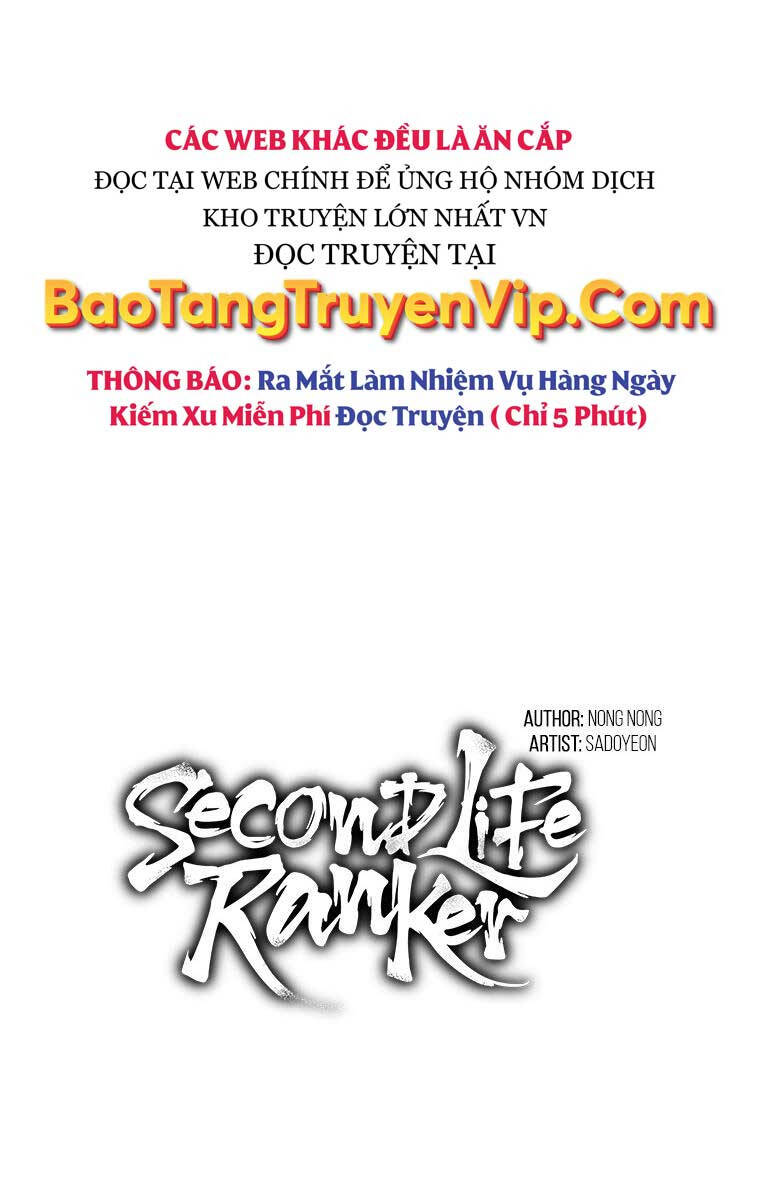 CÁC WEB KHÁC ĐỀU LÀ ĂN CẮP
ĐỌC TẠI WEB CHÍNH ĐỂ ỦNG HỘ NHÓM DỊCH
KHO TRUYỆN LỚN NHẤT VN
ĐỌC TRUYỆN TẠI
BaoTangTruyenVip.Com
THÔNG BÁO: Ra Mắt Làm Nhiệm Vụ Hàng Ngày
Kiếm Xu Miễn Phí Đọc Truyện ( Chỉ 5 Phút)
AUTHOR: NONG NONG
ARTIST: SADOYEON
Second Life
Ranker